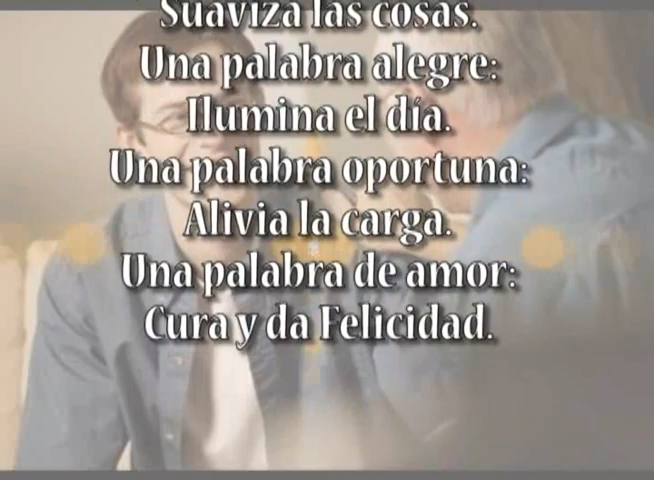 Suaviza las cosas.
Una palabra alegre:
Ilumina el día.
Una palabra oportuna:
Alivia la carga.
Una palabra de amor:
Cura y da Felicidad.